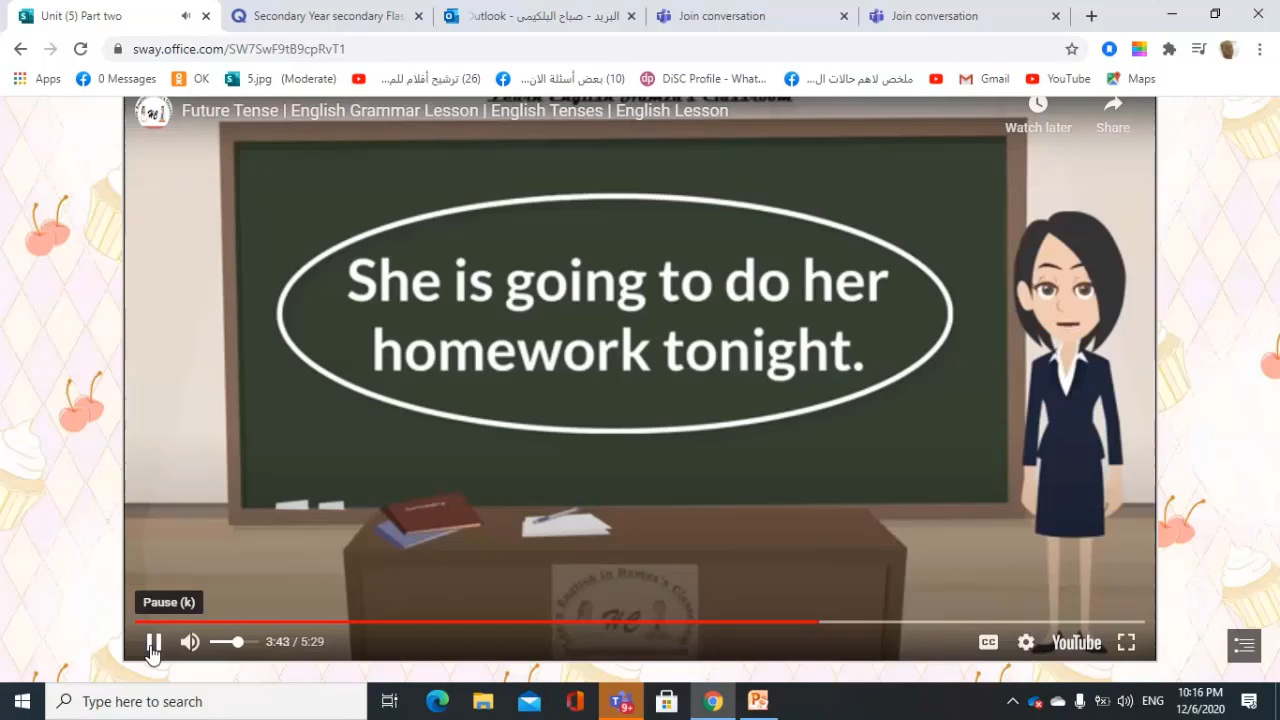 Unit (5) Part two
Secondary Year secondary Flas
Outlook - البريد - صباح البلكيمي
Join conversation
Join conversation
sway.office.com/SW7SwF9tB9cpRvT1
Apps
0 Messages
OK
5.jpg (Moderate)
(26) ترشيح أفلام للم...
(10) بعض أسئلة الان...
DiSC Profile - What...
ملخص لاهم حالات ال...
Gmail
YouTube
Maps
Future Tense | English Grammar Lesson | English Tenses | English Lesson
Watch later
Share
She is going to do her
homework tonight.
HC
Pause (k)
3:43 / 5:29
CC
YouTube
Type here to search
9+
ENG
10:16 PM
12/6/2020